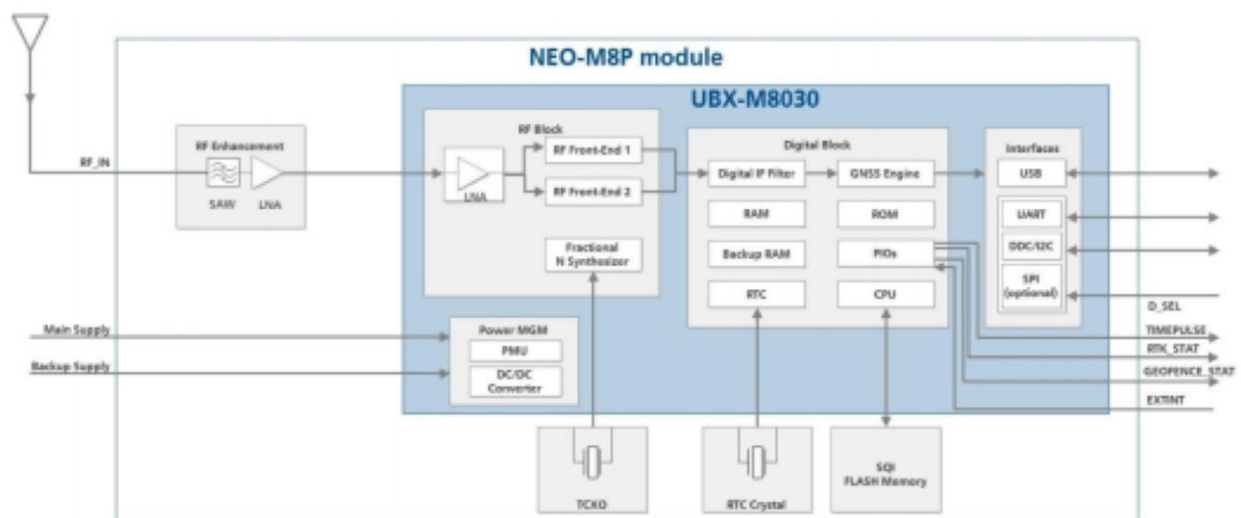 NEO-M8P module
UBX-M8030
RF_IN
RF Enhancement
SAW
LNA
RF Block
LNA
RF Front-End 1
RF Front-End 2
Fractional
N Synthesizer
Digital Block
Digital IF Filter
GNSS Engine
RAM
ROM
Backup RAM
PIOs
RTC
CPU
Interfaces
USB
UART
DDC/I2C
SPI
(optional)
D_SEL
TIMEPULSE
RTK_STAT
GEOFENCE_STAT
EXTINT
Main Supply
Backup Supply
Power MGM
PMU
DC/DC
Converter
TCXO
RTC Crystal
SQI
FLASH Memory